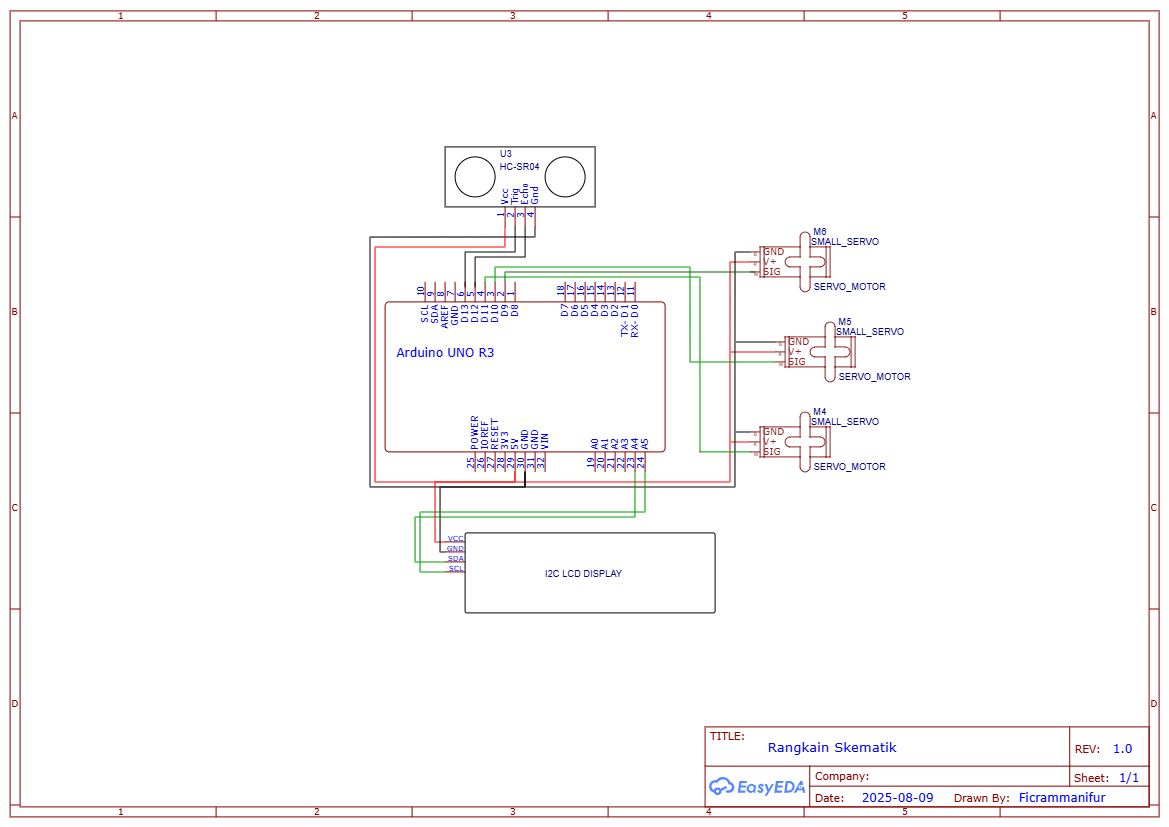 1 2 3 4 5
A A
B B
C C
D D
U3
HC-SR04
Vcc
Trig
Echo
Gnd
1 2 3 4
10 9 8 7 6 5 4 3 2 1
18 17 16 15 14 13 12 11
SCL
SDA
AREF
GND
D13
D12
D11
D10
D9
D8
D7
D6
D5
D4
D3
D2
TX- D1
RX- D0
Arduino UNO R3
POWER
IOREF
RESET
3V3
5V
GND
GND
VIN
A0
A1
A2
A3
A4
A5
25 26 27 28 29 30 31 32
19 20 21 22 23 24
M6
SMALL_SERVO
GND
V+
SIG
SERVO_MOTOR
M5
SMALL_SERVO
GND
V+
SIG
SERVO_MOTOR
M4
SMALL_SERVO
GND
V+
SIG
SERVO_MOTOR
VCC
GND
SDA
SCL
I2C LCD DISPLAY
TITLE:
Rangkain Skematik
REV: 1.0
EasyEDA
Company:
Sheet: 1/1
Date: 2025-08-09 Drawn By: Ficrammanifur
1 2 3 4 5